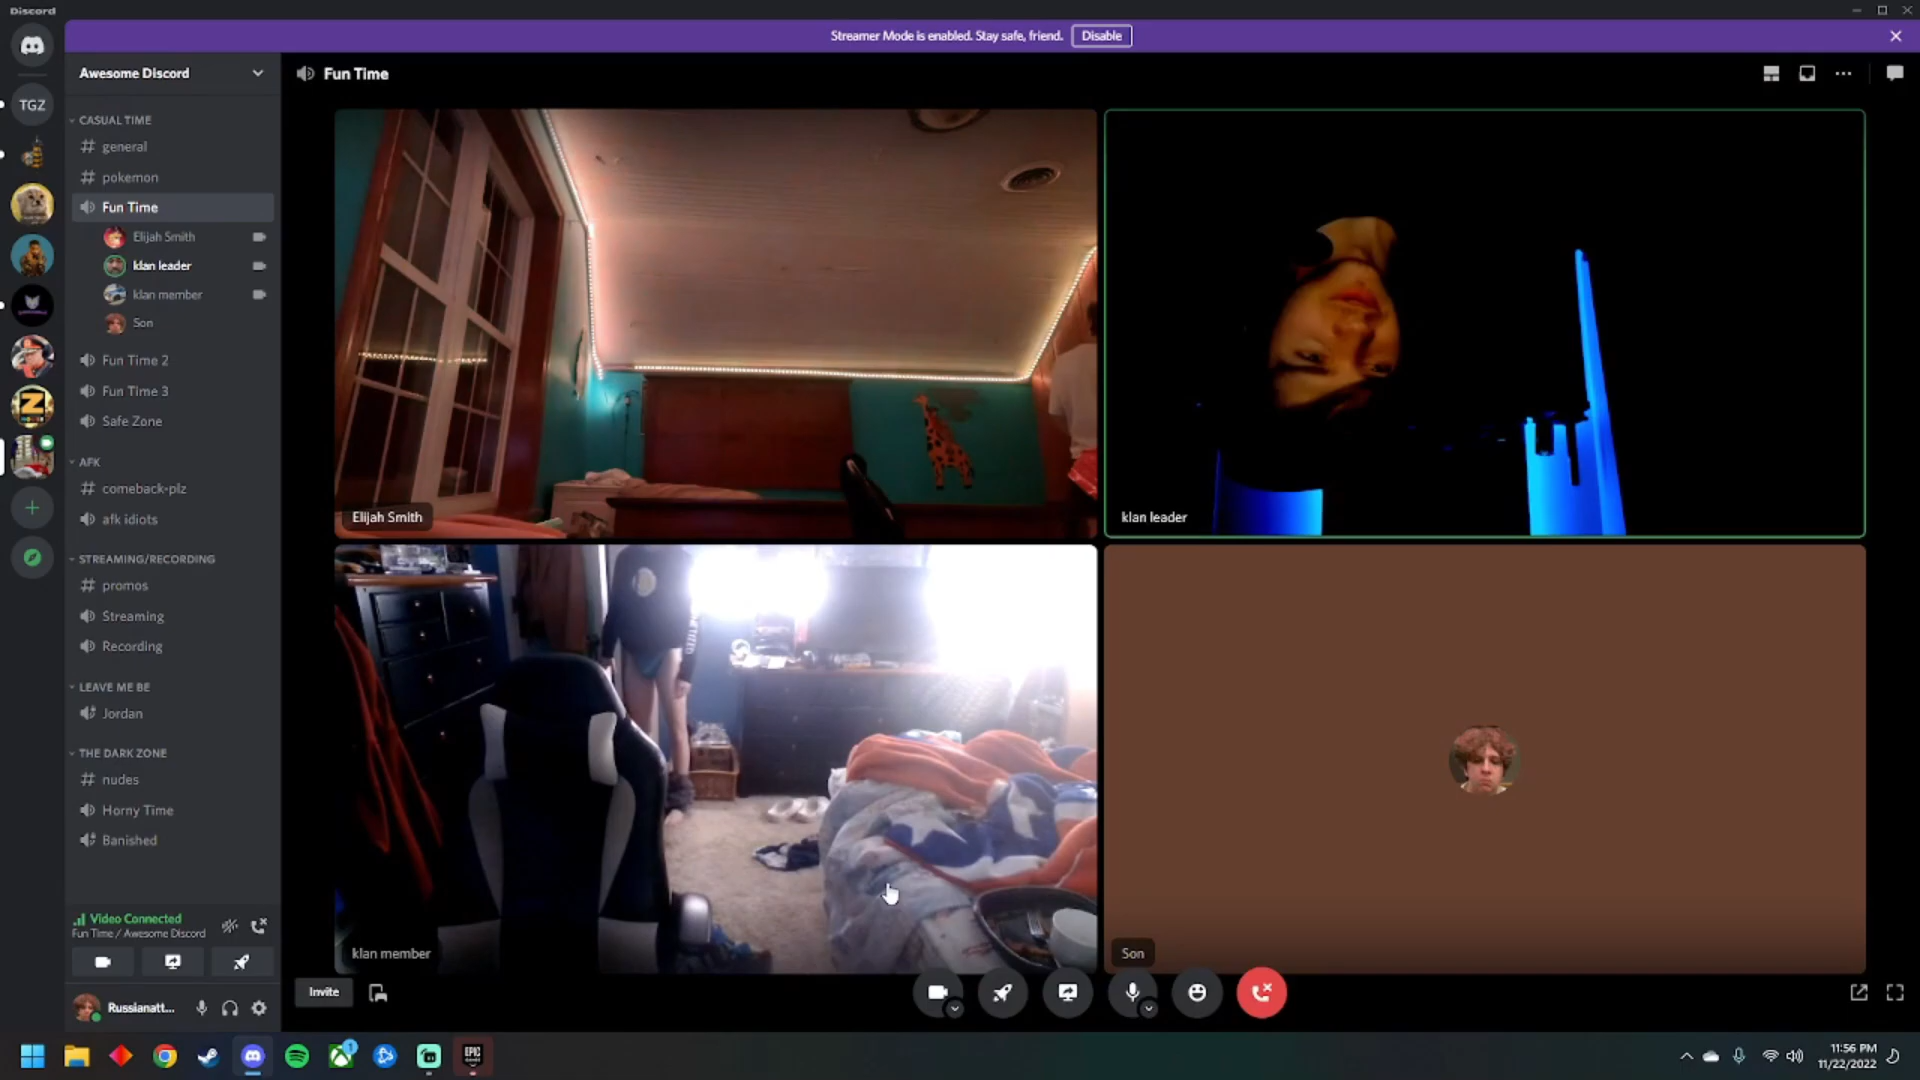 Discord
Streamer Mode is enabled. Stay safe, friend.
Disable
Awesome Discord
Fun Time
TGZ
CASUAL TIME
general
pokemon
Fun Time
Elijah Smith
klan leader
klan member
Son
Fun Time 2
Fun Time 3
Safe Zone
AFK
comeback-plz
afk idiots
STREAMING/RECORDING
promos
Streaming
Recording
LEAVE ME BE
Jordan
THE DARK ZONE
nudes
Horny Time
Banished
Video Connected
Fun Time / Awesome Discord
Russianatt...
Elijah Smith
klan leader
klan member
Son
Invite
EPIC
1
11:56 PM
11/22/2022